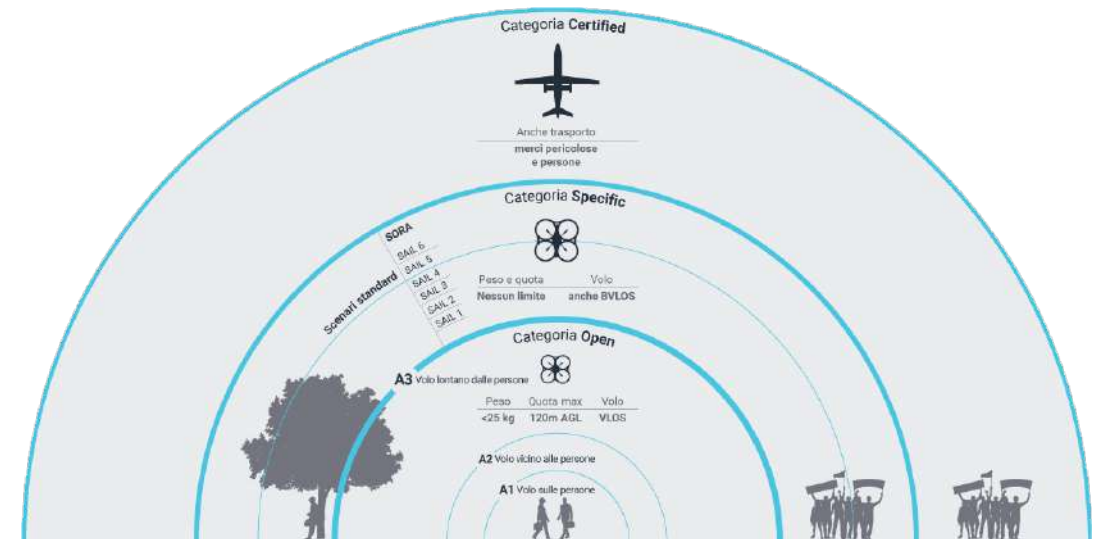 Categoria Certified
Anche trasporto
merci pericolose
e persone
Categoria Specific
SORA
SAIL 6
SAIL 5
SAIL 4
SAIL 3
SAIL 2
SAIL 1
Scenari standard
Peso e quota Volo
Nessun limite anche BVLOS
Categoria Open
A3 Volo lontano dalle persone
Peso Quota max Volo
<25 kg 120m AGL VLOS
A2 Volo vicino alle persone
A1 Volo sulle persone